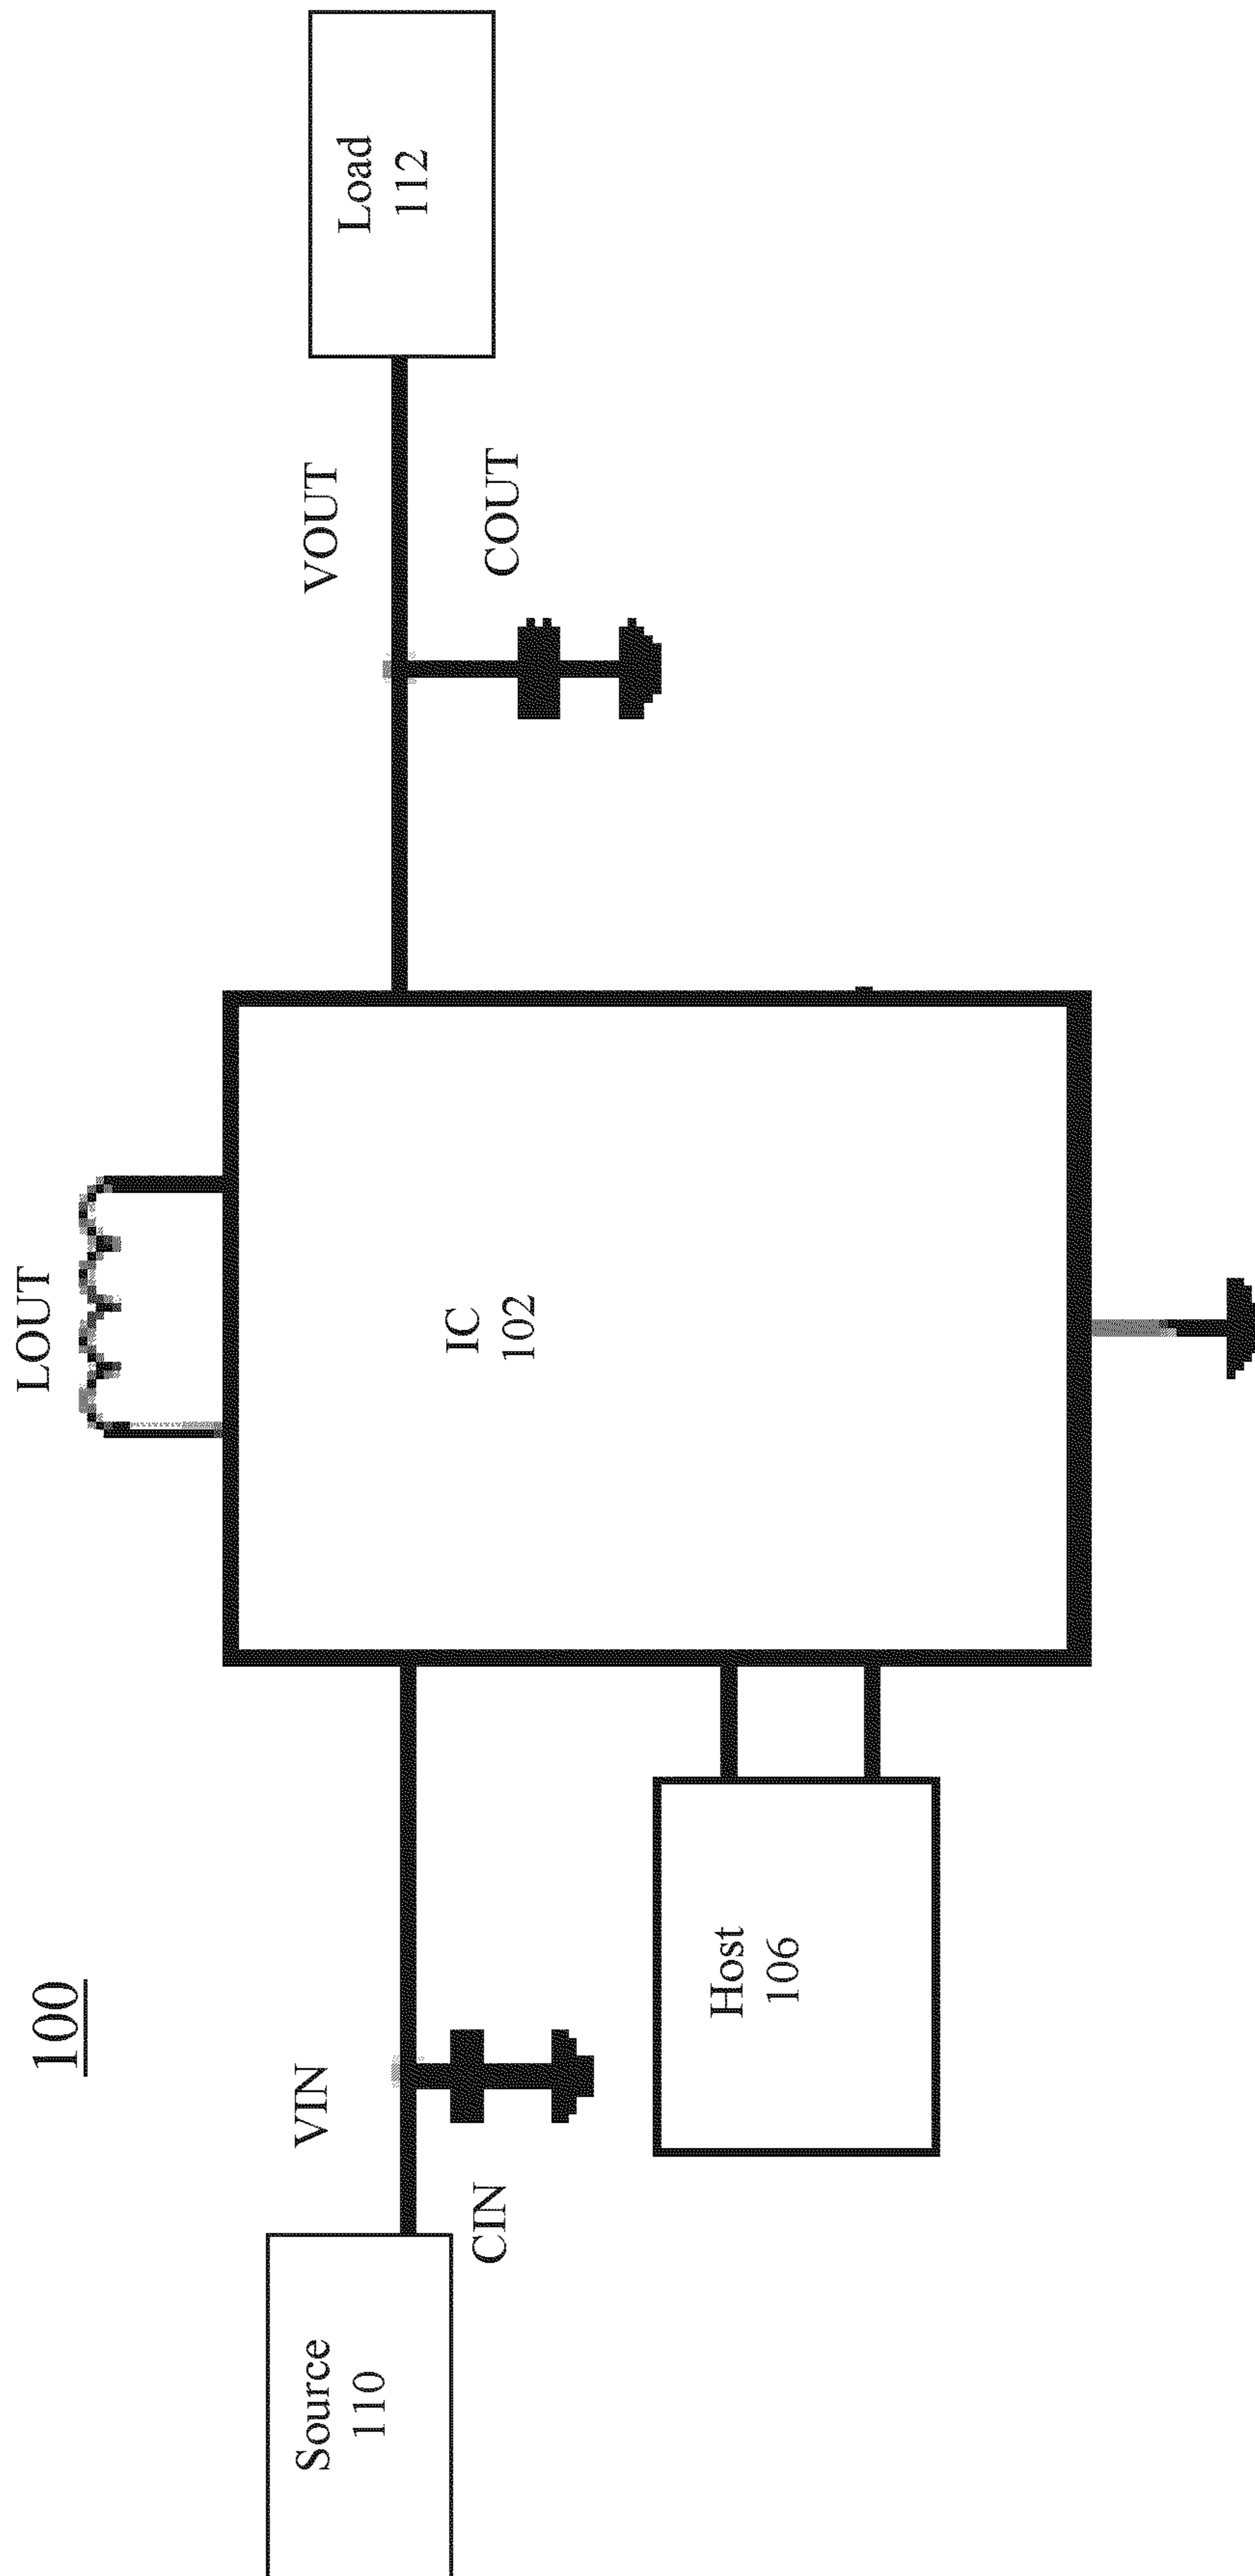 100
LOUT
Source
110
VIN
CIN
Host
106
IC
102
VOUT
COUT
Load
112